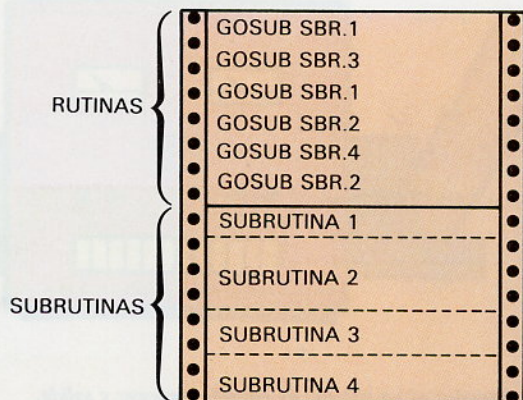 GOSUB SBR.1
GOSUB SBR.3
GOSUB SBR.1
RUTINAS
GOSUB SBR.2
GOSUB SBR.4
GOSUB SBR.2
SUBRUTINA 1
SUBRUTINA 2
SUBRUTINAS
SUBRUTINA 3
SUBRUTINA 4